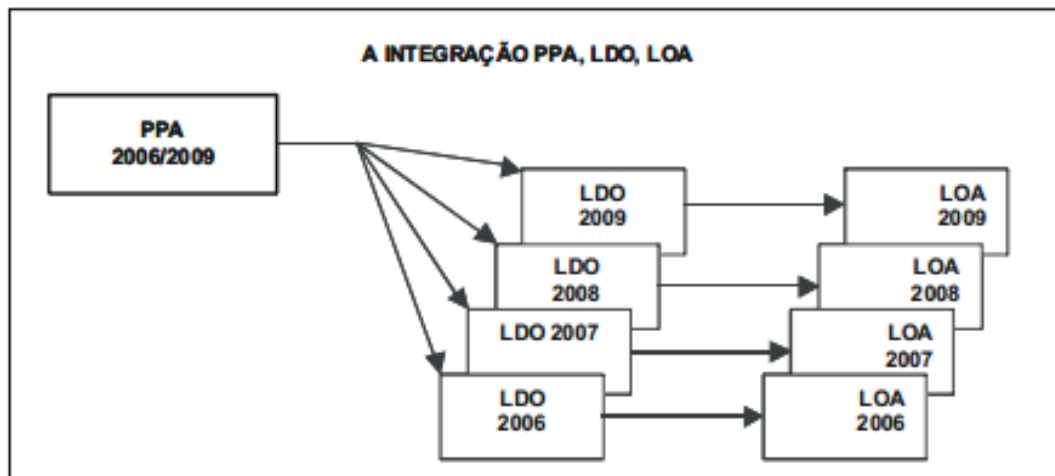 A INTEGRAÇÃO PPA, LDO, LOA
PPA
2006/2009
LDO
2009
LOA
2009
LDO
2008
LOA
2008
LDO 2007
LOA
2007
LDO
2006
LOA
2006